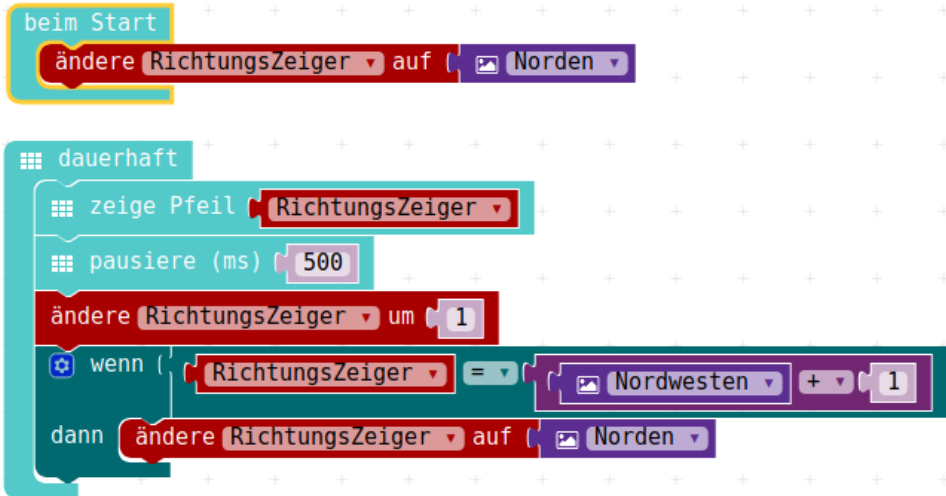 beim Start
ändere RichtungsZeiger auf Norden
dauerhaft
zeige Pfeil RichtungsZeiger
pausiere (ms) 500
ändere RichtungsZeiger um 1
wenn RichtungsZeiger = Nordwesten + 1
dann ändere RichtungsZeiger auf Norden